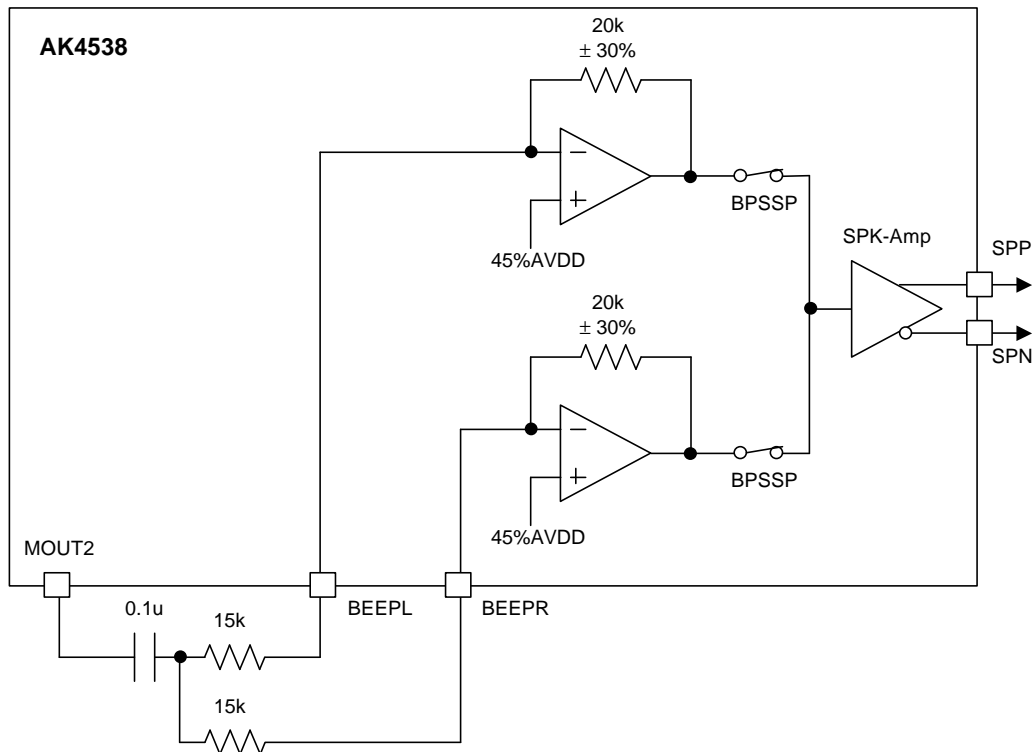 AK4538
20k
± 30%
BPSSP
45%AVDD
SPK-Amp
SPP
SPN
20k
± 30%
BPSSP
45%AVDD
MOUT2
BEEPL
BEEPR
0.1u
15k
15k